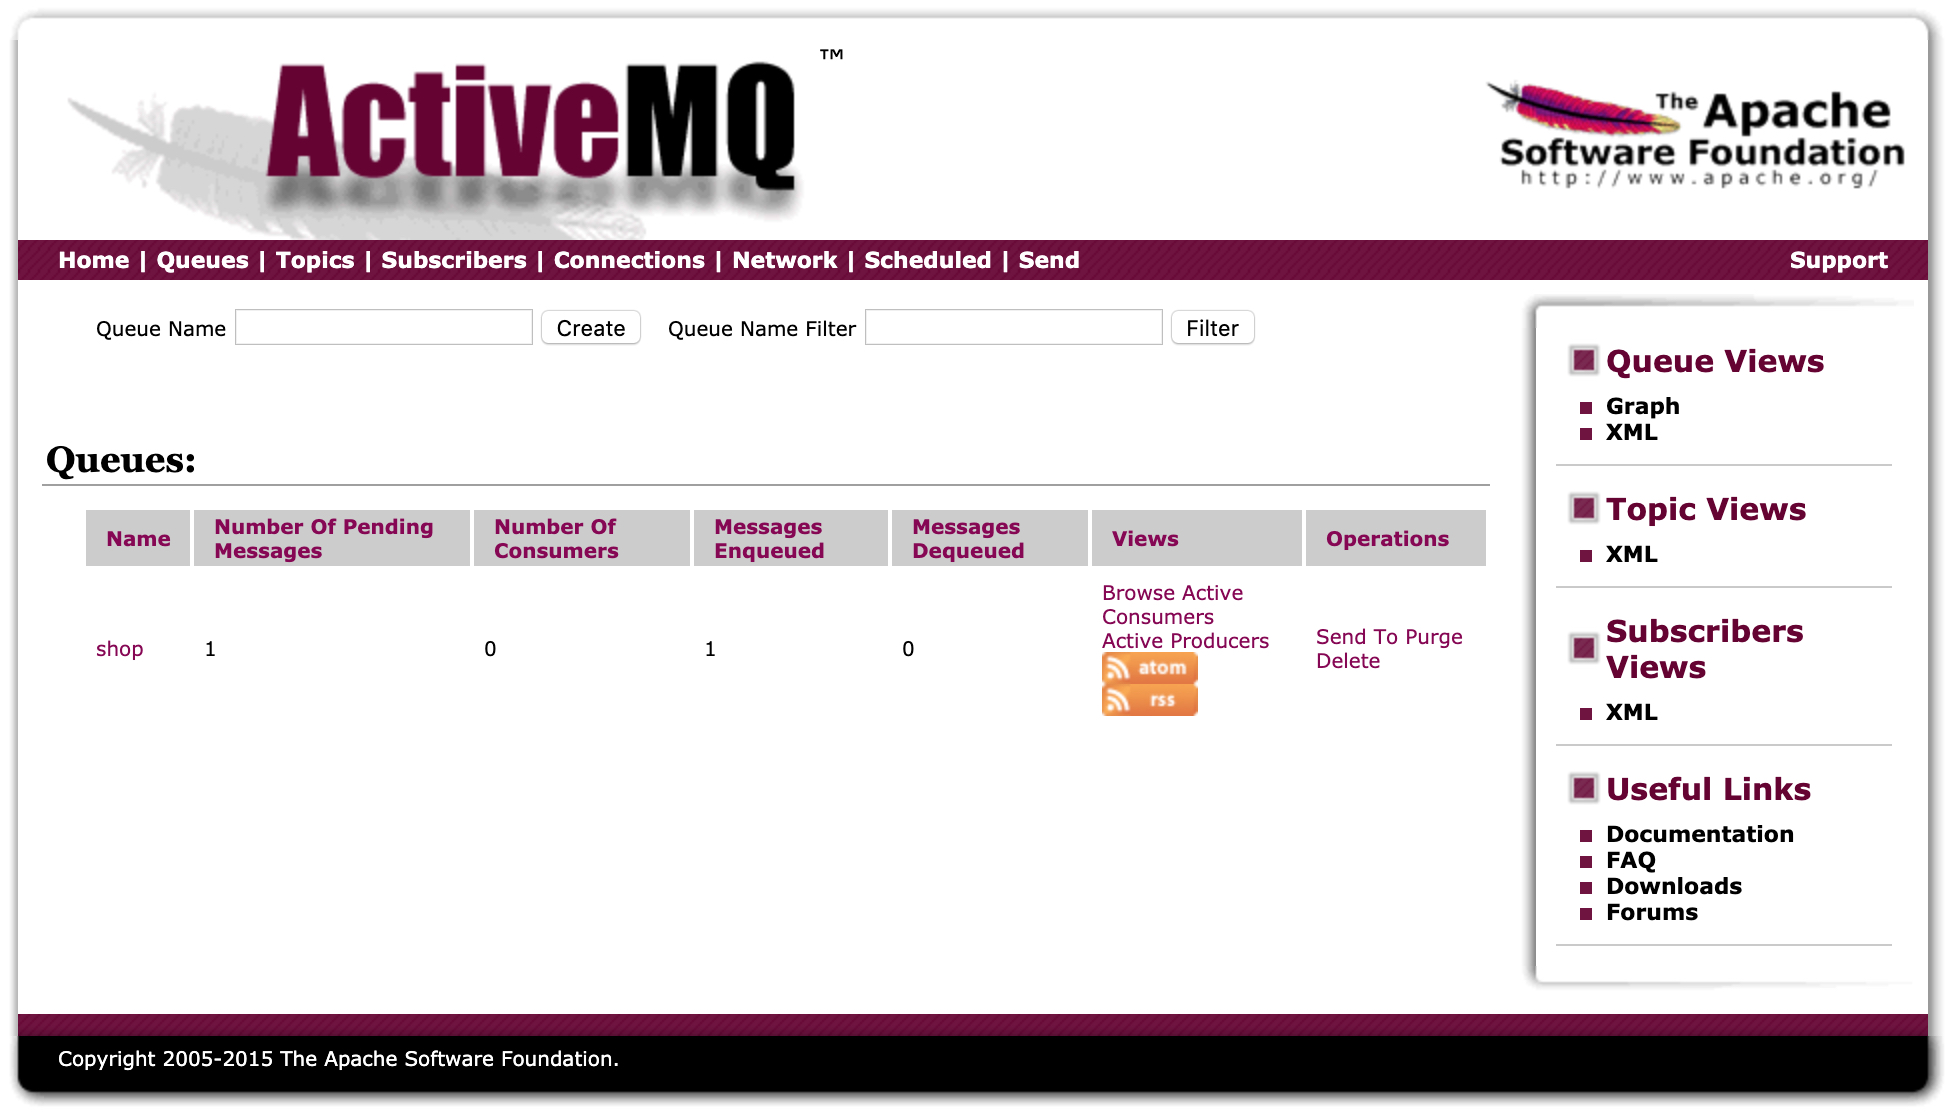 ActiveMQ ™
The Apache
Software Foundation
http://www.apache.org/
Home | Queues | Topics | Subscribers | Connections | Network | Scheduled | Send
Support
Queue Name
Create
Queue Name Filter
Filter
Queues:
Name
Number Of Pending
Messages
Number Of
Consumers
Messages
Enqueued
Messages
Dequeued
Views
Operations
shop
1
0
1
0
Browse Active
Consumers
Active Producers
atom
rss
Send To Purge
Delete
Queue Views
Graph
XML
Topic Views
XML
Subscribers
Views
XML
Useful Links
Documentation
FAQ
Downloads
Forums
Copyright 2005-2015 The Apache Software Foundation.